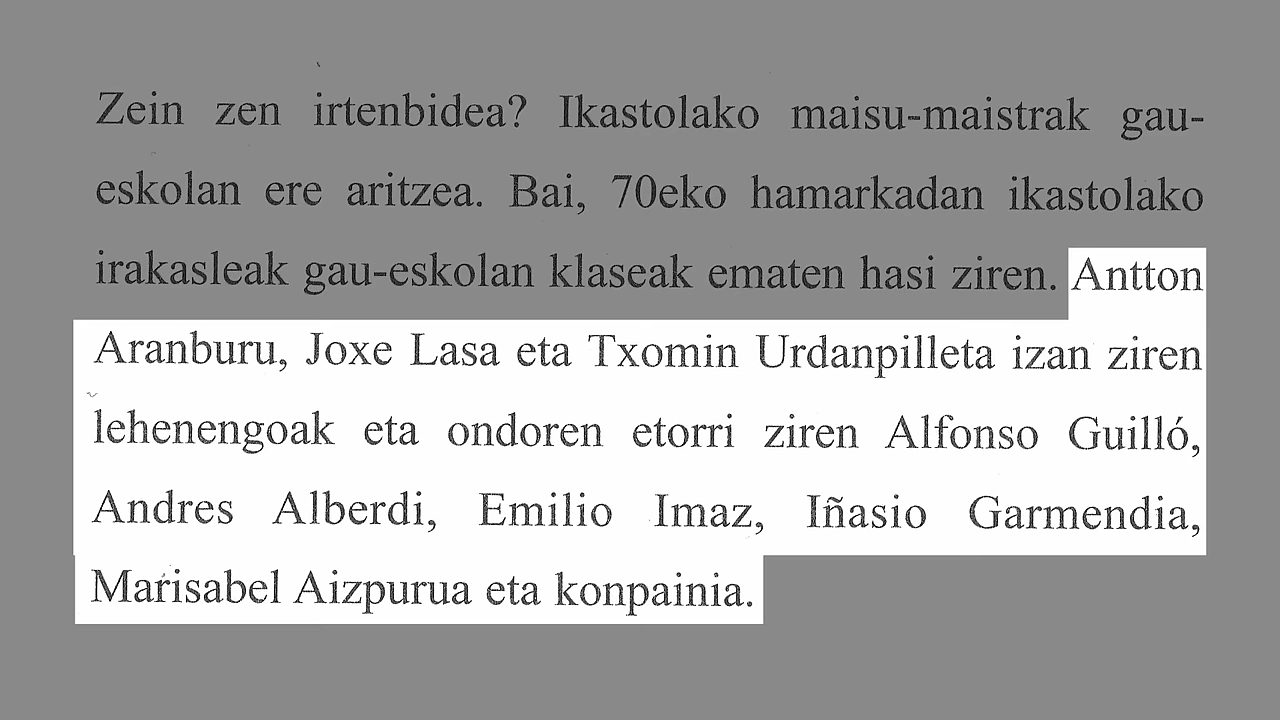 Zein zen irtenbidea? Ikastolako maisu-maistrak gau-
eskolan ere aritzea. Bai, 70eko hamarkadan ikastolako
irakasleak gau-eskolan klaseak ematen hasi ziren. Antton
Aranburu, Joxe Lasa eta Txomin Urdanpilleta izan ziren
lehenengoak eta ondoren etorri ziren Alfonso Guilló,
Andres Alberdi, Emilio Imaz, Iñasio Garmendia,
Marisabel Aizpurua eta konpainia.